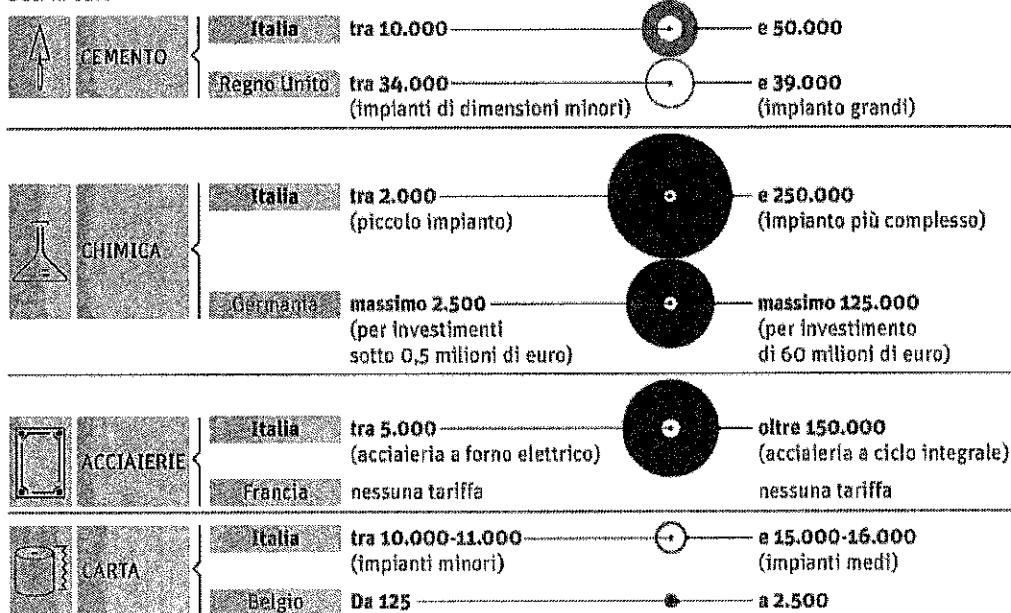 Italia tra 10.000 e 50.000
CEMENTO
Regno Unito tra 34.000 e 39.000
(impianti di dimensioni minori) (impianto grandi)
Italia tra 2.000 e 250.000
(piccolo impianto) (impianto più complesso)
CHIMICA
Germania massimo 2.500 massimo 125.000
(per investimenti (per investimento
sotto 0,5 milioni di euro) di 60 milioni di euro)
Italia tra 5.000 oltre 150.000
(acciaieria a forno elettrico) (acciaieria a ciclo integrale)
ACCIAIERIE
Francia nessuna tariffa nessuna tariffa
Italia tra 10.000-11.000 e 15.000-16.000
(impianti minori) (impianti medi)
CARTA
Belgio Da 125 a 2.500